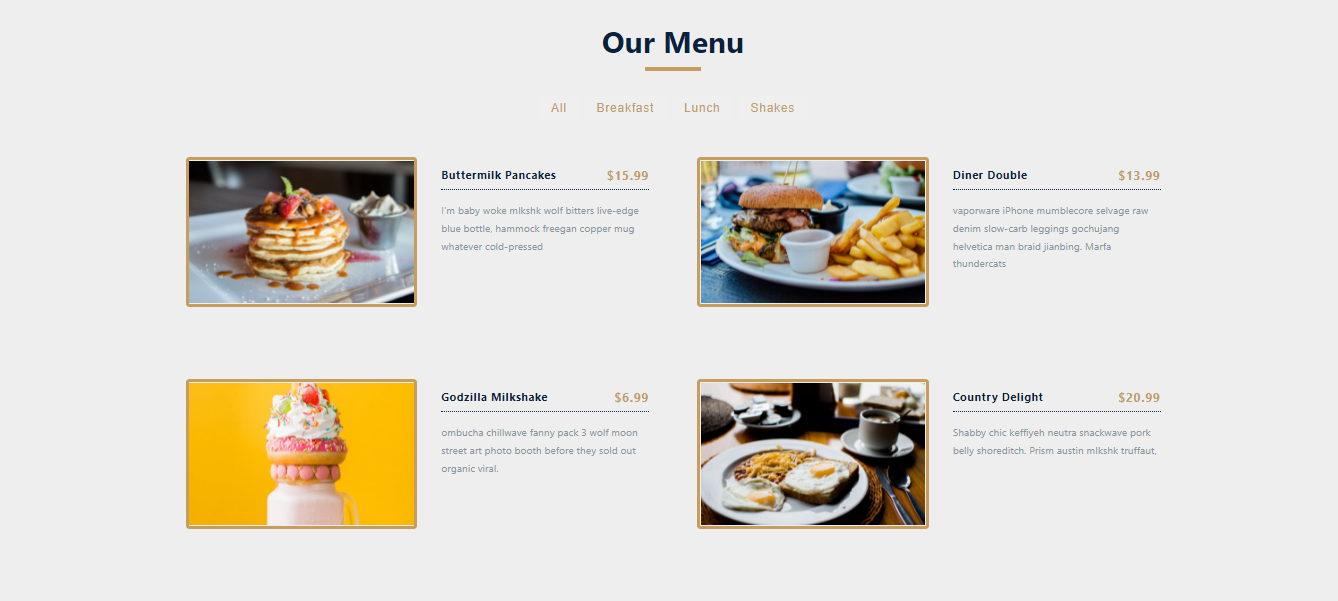 Our Menu
All Breakfast Lunch Shakes
Buttermilk Pancakes $15.99
I'm baby woke mlkshk wolf bitters live-edge
blue bottle, hammock freegan copper mug
whatever cold-pressed
Diner Double $13.99
vaporware iPhone mumblecore selvage raw
denim slow-carb leggings gochujang
helvetica man braid jianbing. Marfa
thundercats
Godzilla Milkshake $6.99
ombucha chillwave fanny pack 3 wolf moon
street art photo booth before they sold out
organic viral.
Country Delight $20.99
Shabby chic keffiyeh neutra snackwave pork
belly shoreditch. Prism austin mlkshk truffaut,